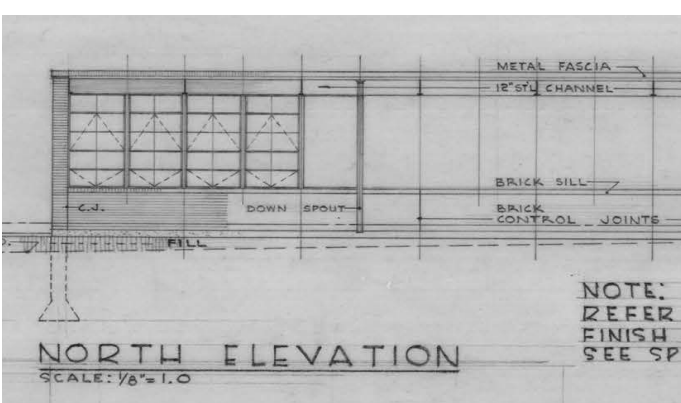 METAL FASCIA
12" ST'L CHANNEL
BRICK SILL
C.J.
DOWN SPOUT
BRICK
CONTROL JOINTS
FILL
NOTE:
REFER
FINISH
SEE SP
NORTH ELEVATION
SCALE: 1/8" = 1.0